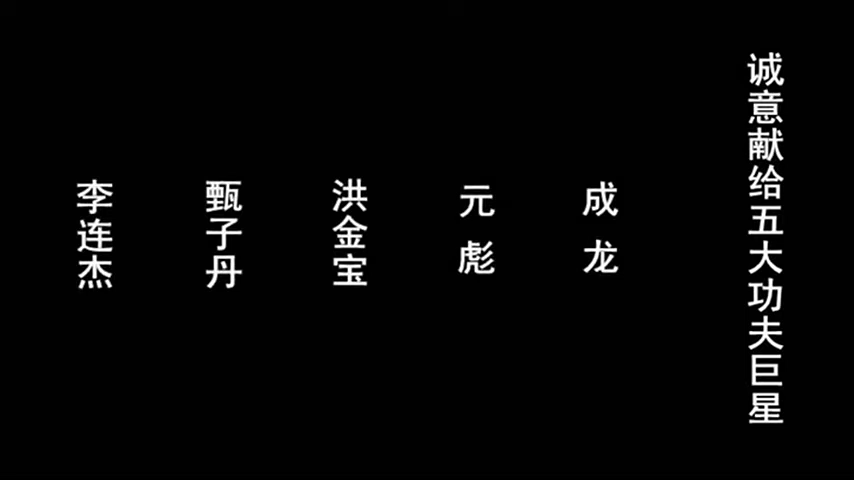 诚意献给五大功夫巨星
成龙
元彪
洪金宝
甄子丹
李连杰